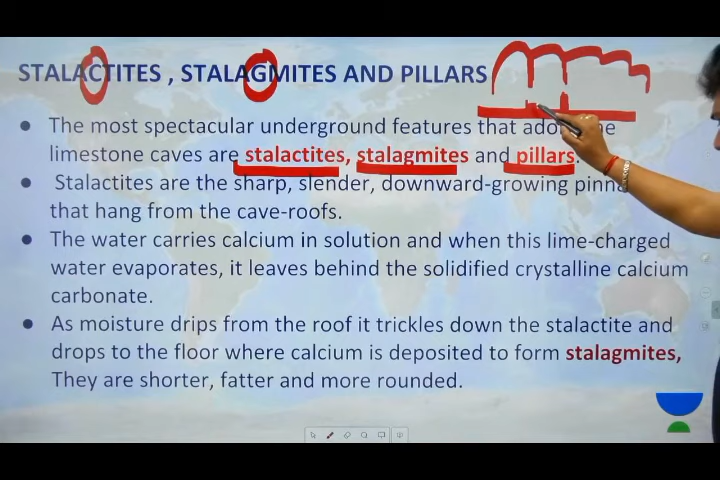 STALACTITES , STALAGMITES AND PILLARS
The most spectacular underground features that
limestone caves are stalactites, stalagmites and pillars.
Stalactites are the sharp, slender, downward-growing
that hang from the cave-roofs.
The water carries calcium in solution and when this lime-charged
water evaporates, it leaves behind the solidified crystalline calcium
carbonate.
As moisture drips from the roof it trickles down the stalactite and
drops to the floor where calcium is deposited to form stalagmites,
They are shorter, fatter and more rounded.